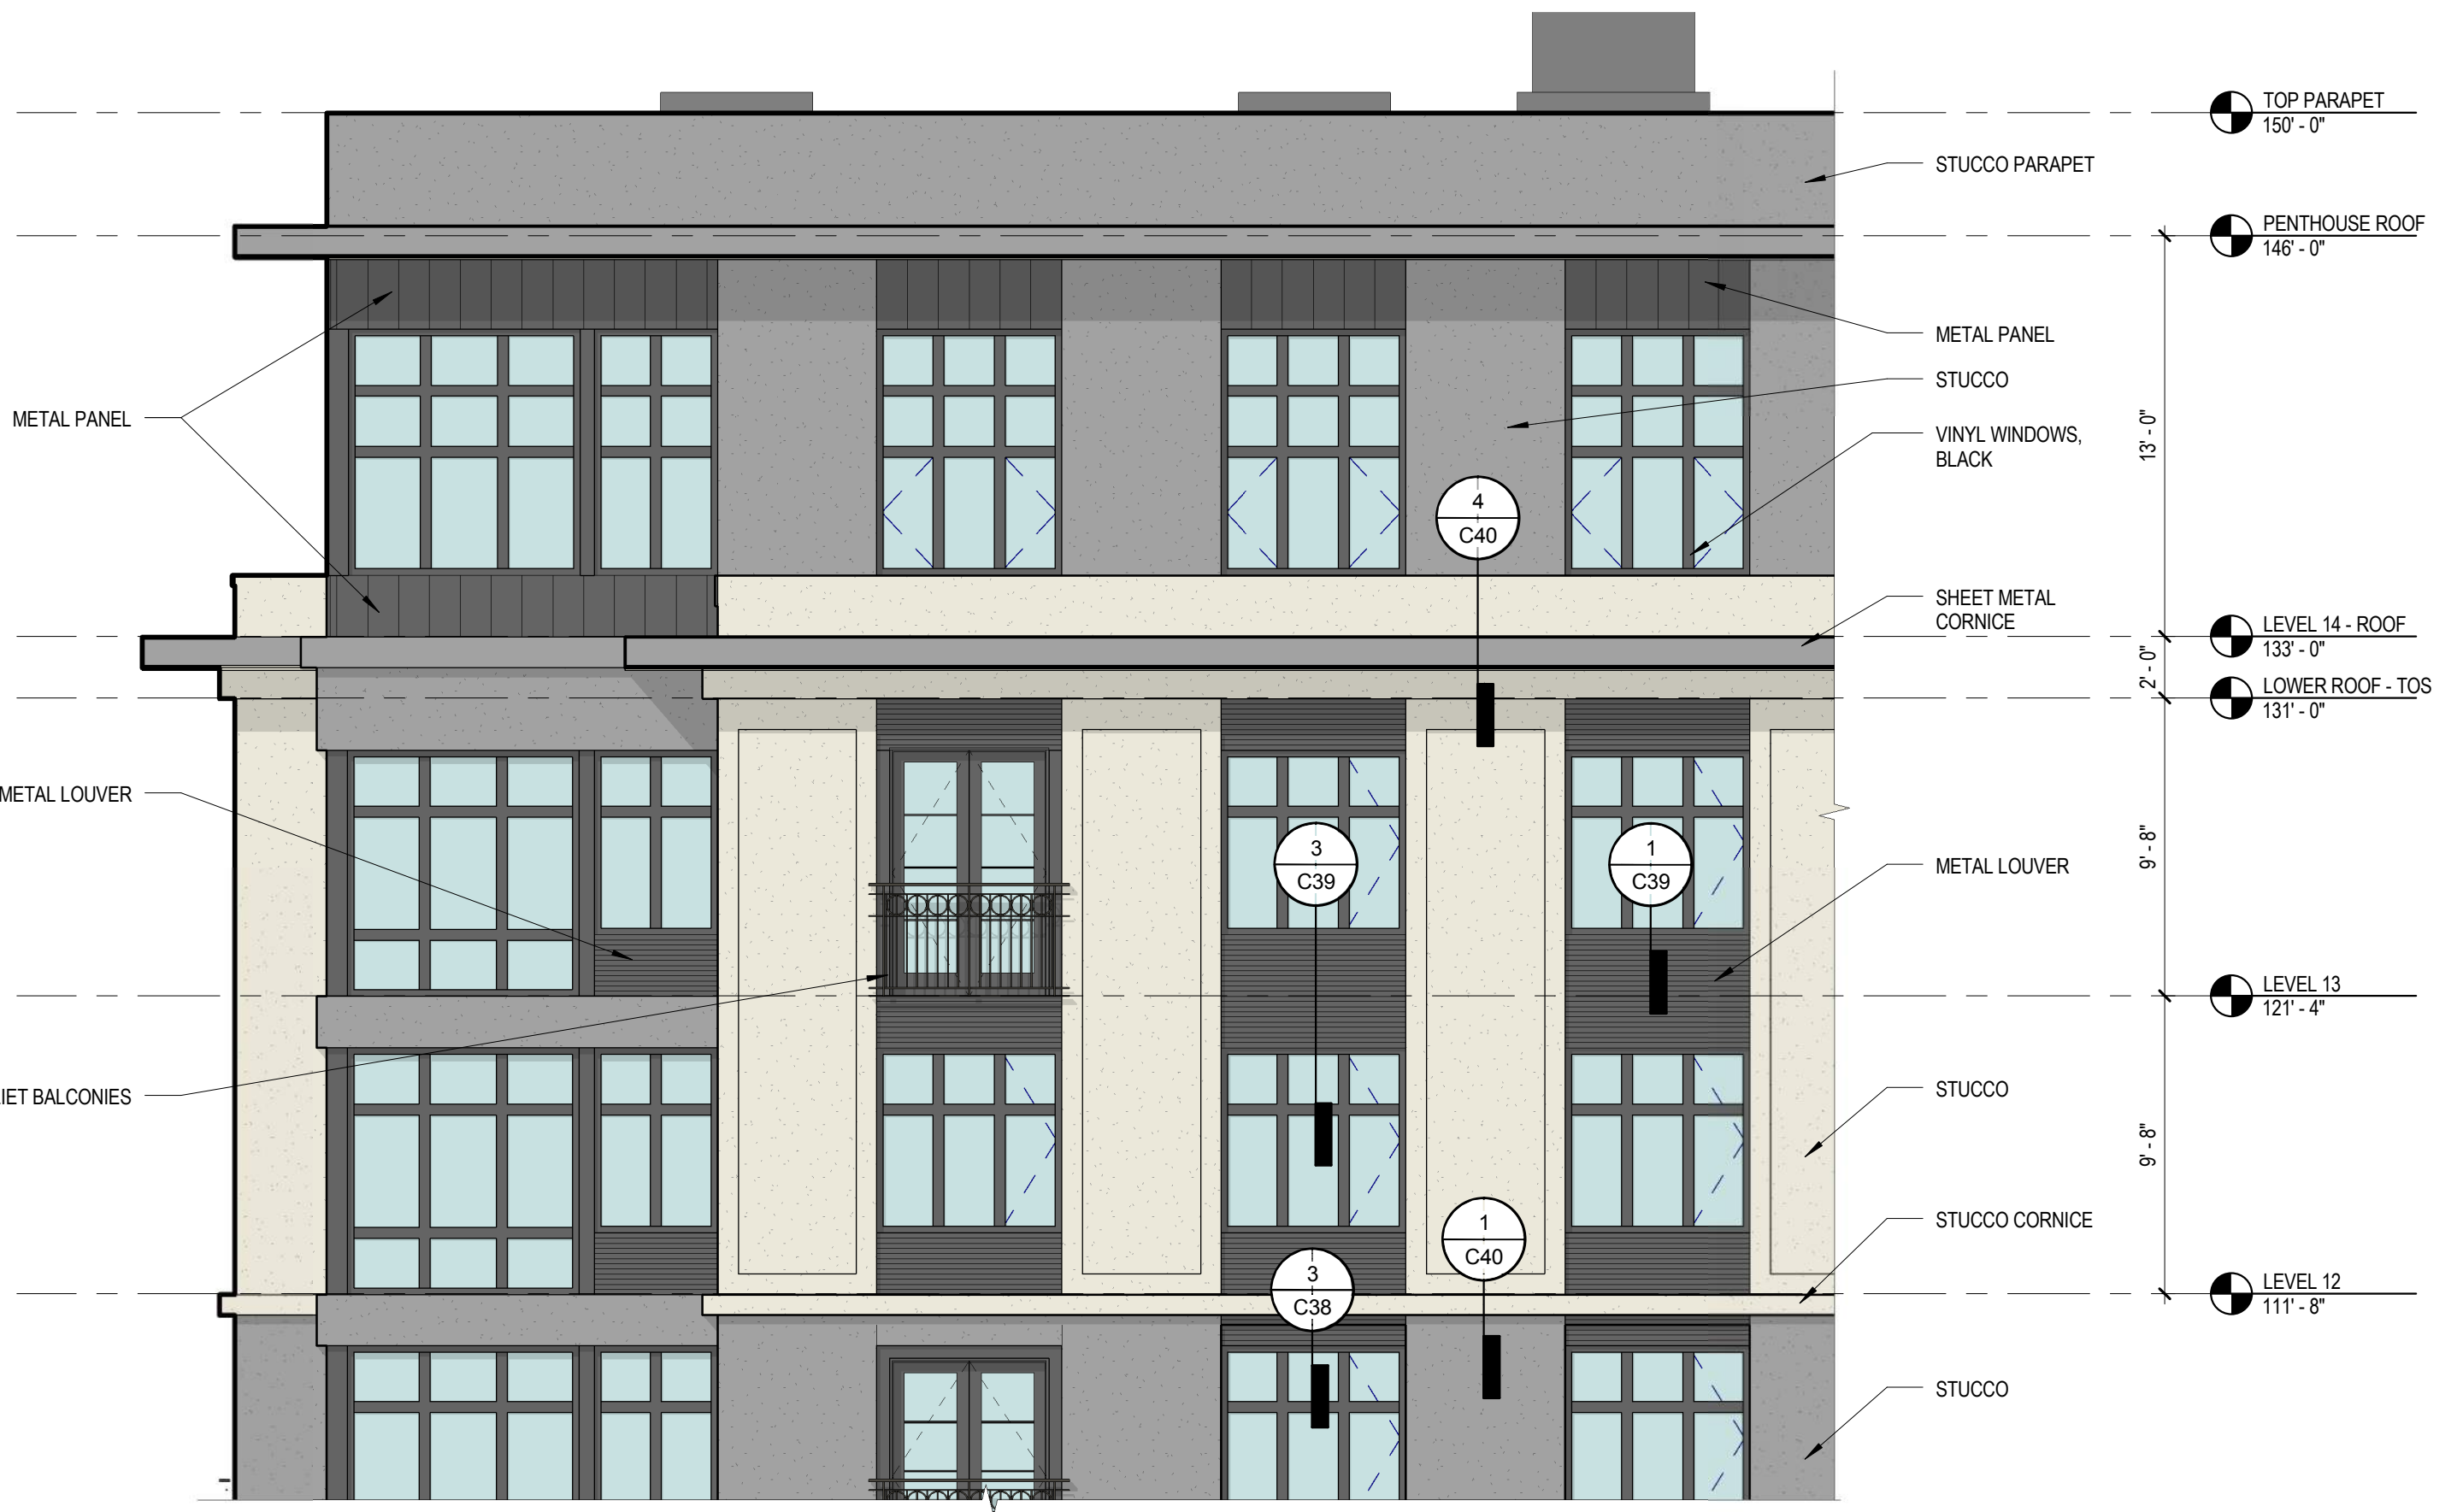 TOP PARAPET
150' - 0"
STUCCO PARAPET
PENTHOUSE ROOF
146' - 0"
METAL PANEL
STUCCO
VINYL WINDOWS,
BLACK
13' - 0"
METAL PANEL
4
C40
SHEET METAL
CORNICE
LEVEL 14 - ROOF
133' - 0"
2' - 0"
LOWER ROOF - TOS
131' - 0"
METAL LOUVER
3
C39
1
C39
METAL LOUVER
9' - 8"
LEVEL 13
121' - 4"
IET BALCONIES
STUCCO
9' - 8"
STUCCO CORNICE
1
C40
3
C38
LEVEL 12
111' - 8"
STUCCO